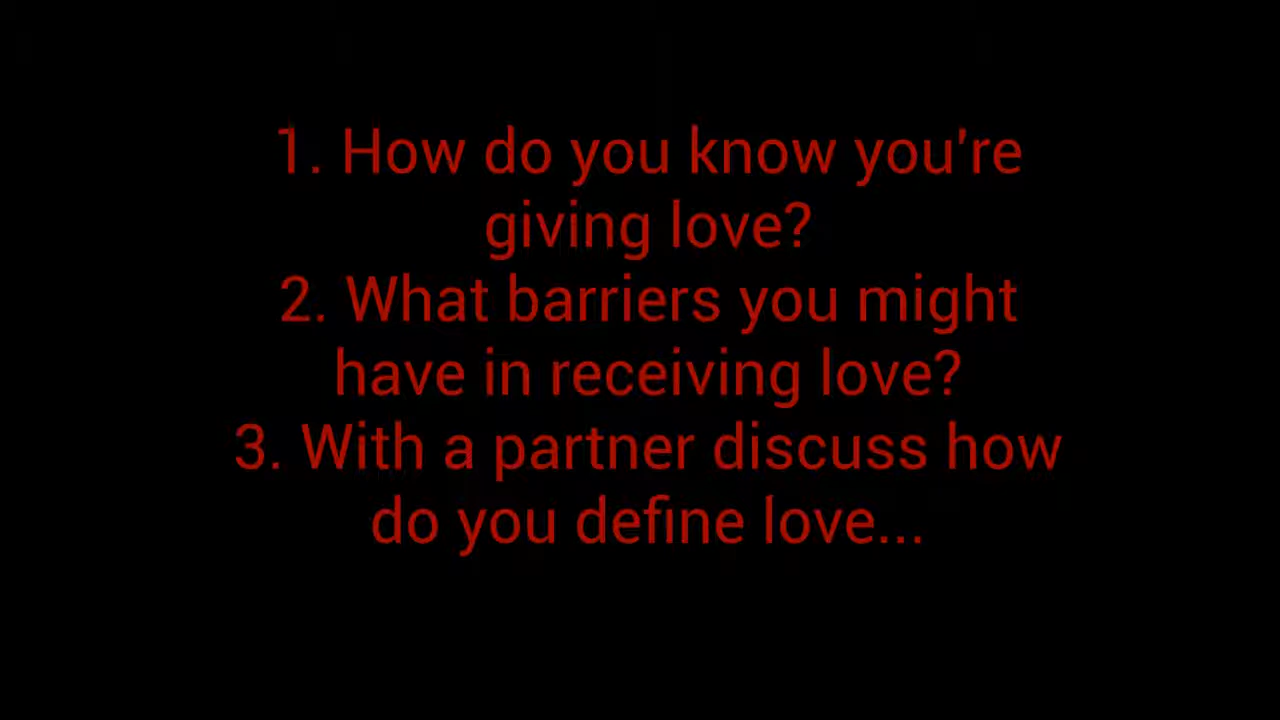 1. How do you know you're
giving love?
2. What barriers you might
have in receiving love?
3. With a partner discuss how
do you define love...